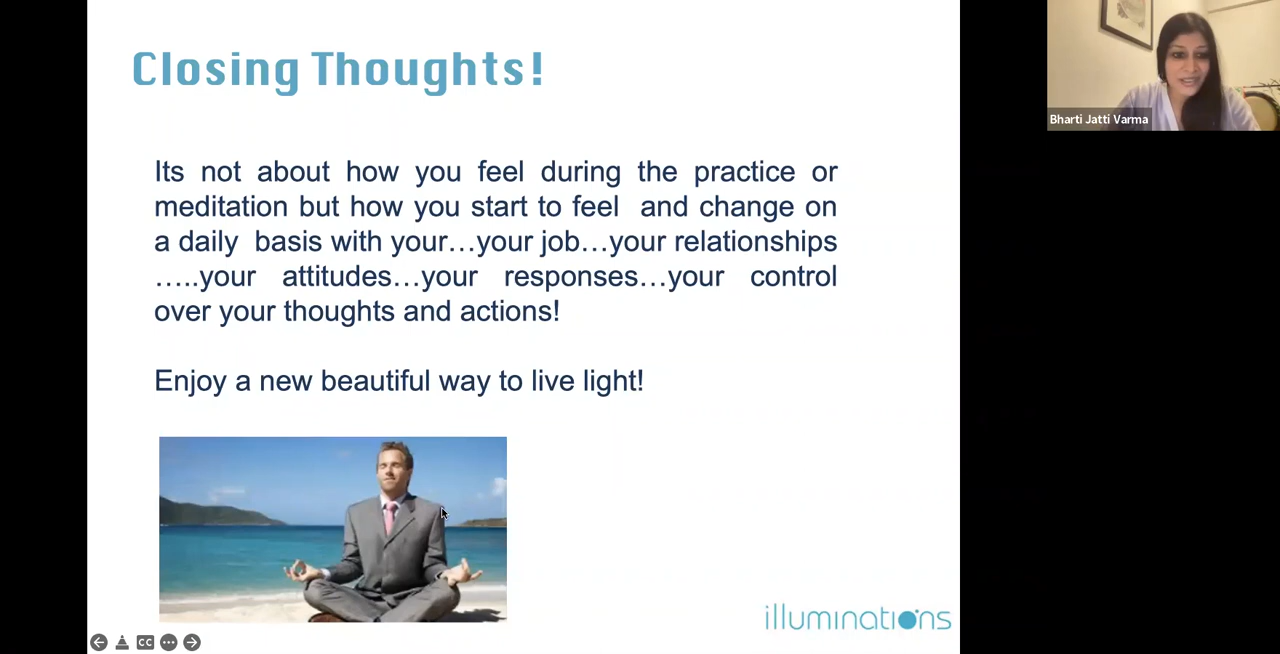 Closing Thoughts!
Its not about how you feel during the practice or
meditation but how you start to feel and change on
a daily basis with your…your job…your relationships
…..your attitudes…your responses…your control
over your thoughts and actions!
Enjoy a new beautiful way to live light!
illuminations
CC
Bharti Jatti Varma